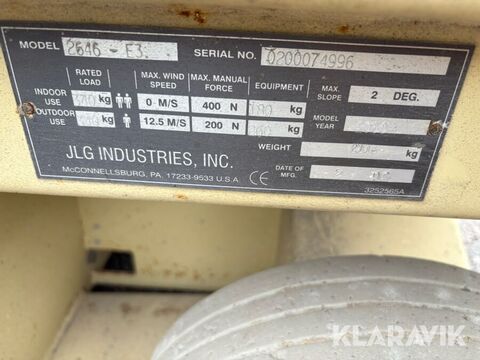 MODEL 2646 - E3. SERIAL NO. 0200074996
RATED LOAD MAX. WIND SPEED MAX. MANUAL FORCE EQUIPMENT MAX. SLOPE 2 DEG.
INDOOR USE kg 0 M/S 400 N kg
OUTDOOR USE kg 12.5 M/S 200 N kg MODEL YEAR
WEIGHT kg
JLG INDUSTRIES, INC.
McCONNELLSBURG, PA. 17233-9533 U.S.A. CE DATE OF MFG.
3252565A
KLARAVIK